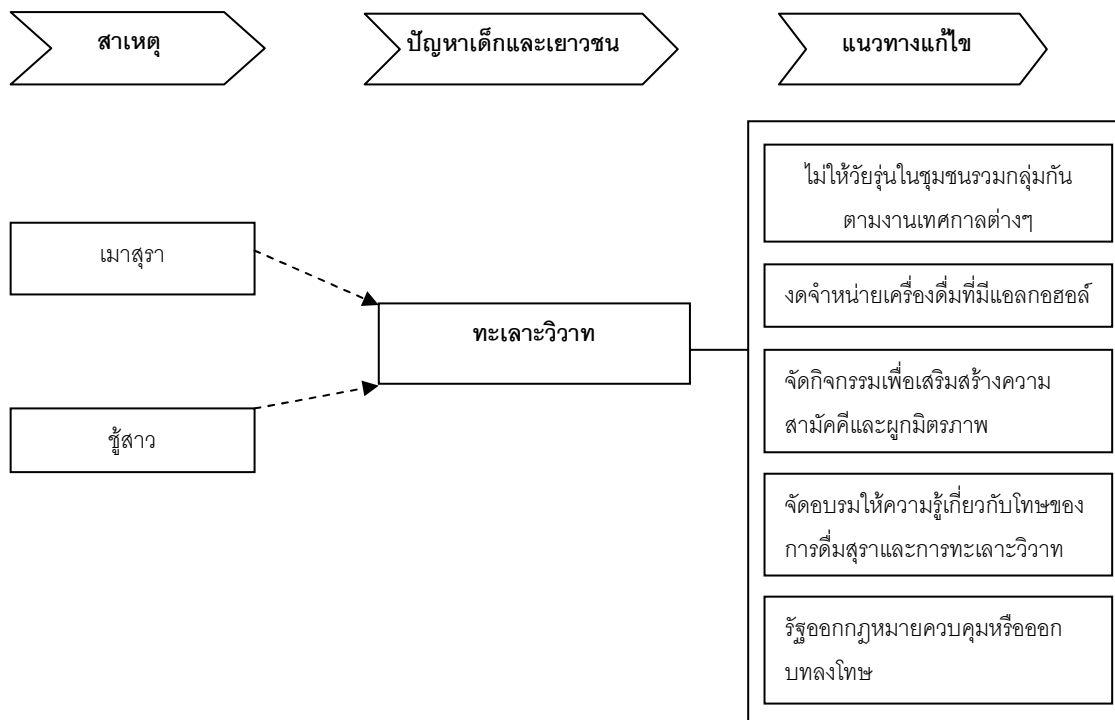 สาเหตุ
ปัญหาเด็กและเยาวชน
แนวทางแก้ไข
เมาสุรา
ชู้สาว
ทะเลาะวิวาท
ไม่ให้วัยรุ่นในชุมชนรวมกลุ่มกัน
ตามงานเทศกาลต่างๆ
งดจำหน่ายเครื่องดื่มที่มีแอลกอฮอล์
จัดกิจกรรมเพื่อเสริมสร้างความ
สามัคคีและผูกมิตรภาพ
จัดอบรมให้ความรู้เกี่ยวกับโทษของ
การดื่มสุราและการทะเลาะวิวาท
รัฐออกกฎหมายควบคุมหรือออก
บทลงโทษ